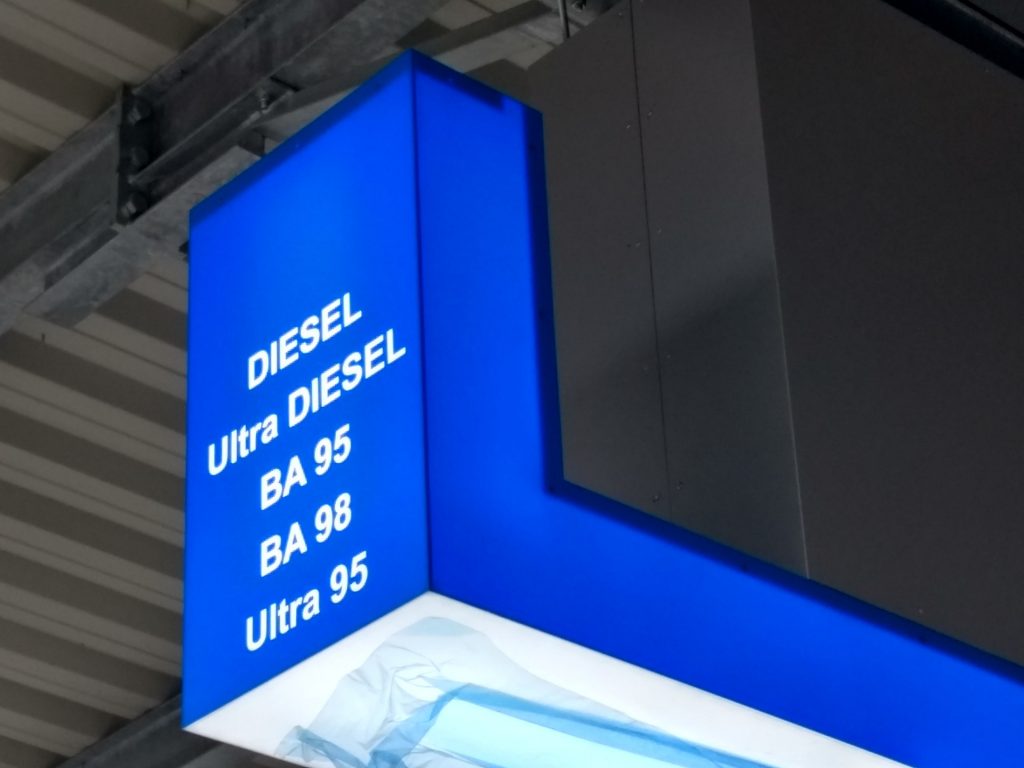 DIESEL
Ultra DIESEL
BA 95
BA 98
Ultra 95